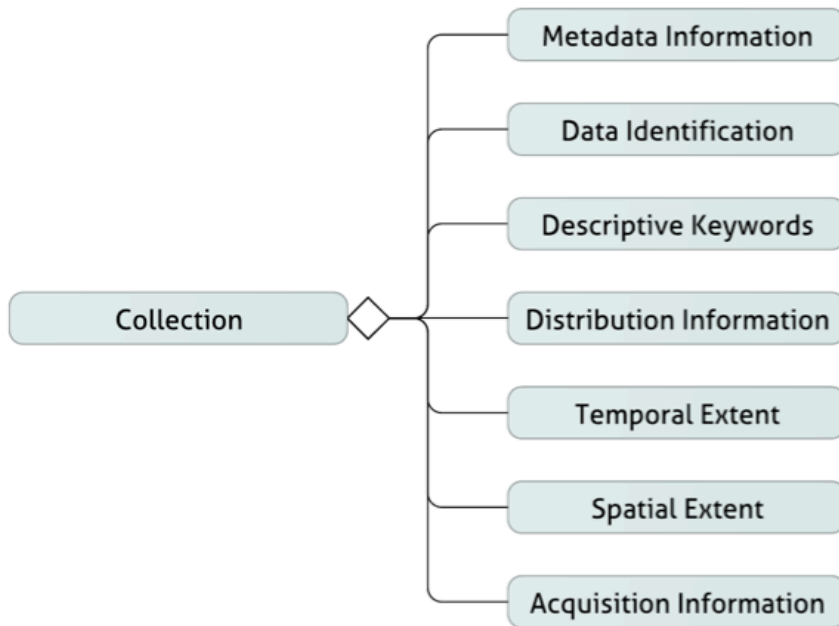 Metadata Information
Data Identification
Descriptive Keywords
Collection
Distribution Information
Temporal Extent
Spatial Extent
Acquisition Information